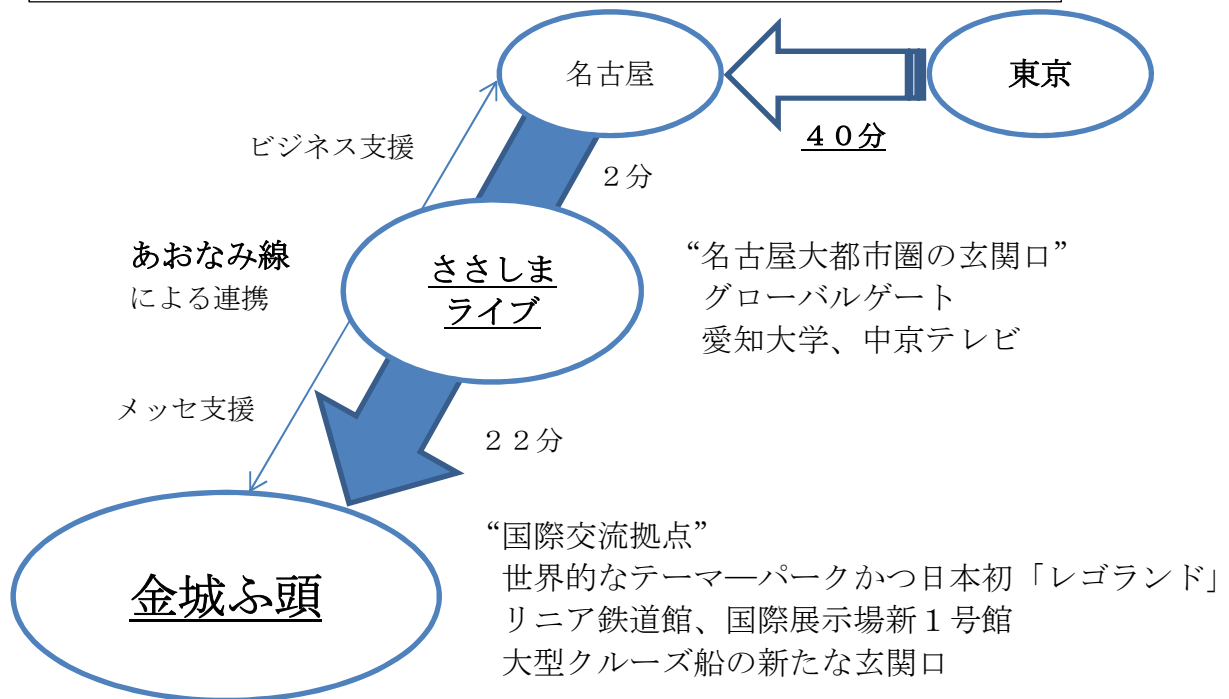 名古屋
東京
４０分
ビジネス支援
２分
あおなみ線
による連携
ささしま
ライブ
“名古屋大都市圏の玄関口”
グローバルゲート
愛知大学、中京テレビ
メッセ支援
２２分
金城ふ頭
“国際交流拠点”
世界的なテーマ―パークかつ日本初「レゴランド」
リニア鉄道館、国際展示場新１号館
大型クルーズ船の新たな玄関口